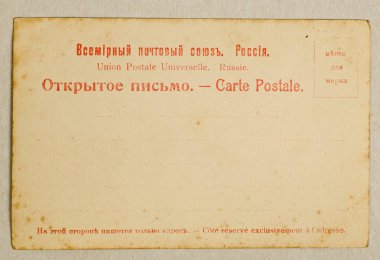 Всемірный почтовый союзъ. Россія.
Union Postale Universelle. Russie.
Открытое письмо. — Carte Postale.
мѣсто
для
марки
На этой сторонѣ пишется только адресъ. — Côté réservé exclusivement à l'adresse.